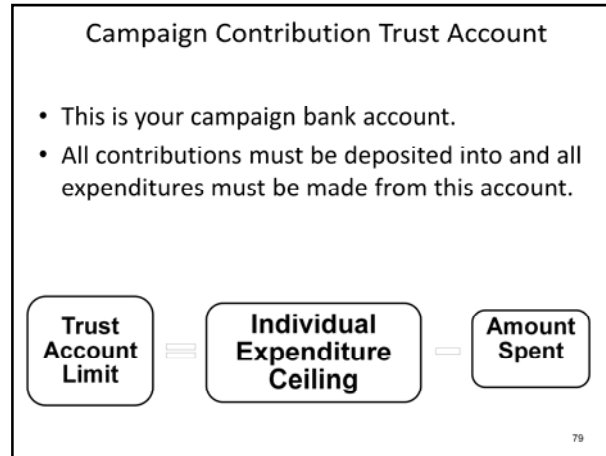 Campaign Contribution Trust Account
• This is your campaign bank account.
• All contributions must be deposited into and all
expenditures must be made from this account.
Trust
Account
Limit
=
Individual
Expenditure
Ceiling
-
Amount
Spent
79